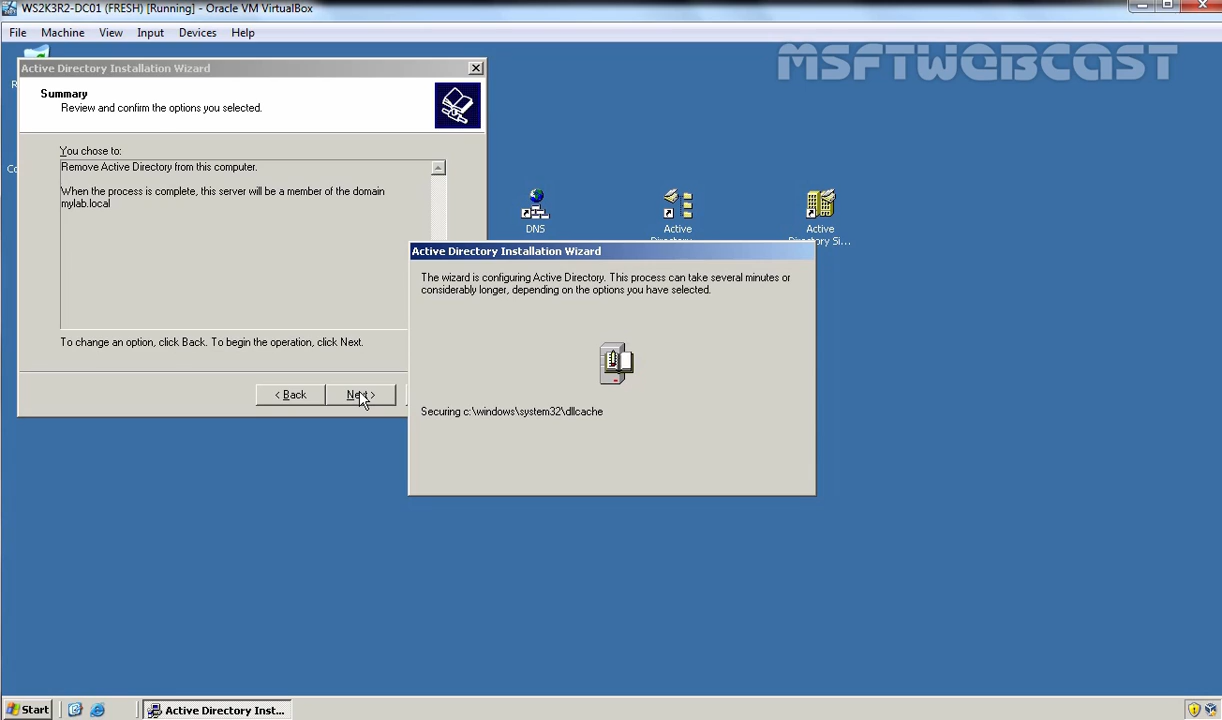 WS2K3R2-DC01 (FRESH) [Running] - Oracle VM VirtualBox
File Machine View Input Devices Help
MSFTWEBCAST
Active Directory Installation Wizard
Summary
Review and confirm the options you selected.
You chose to:
Remove Active Directory from this computer.
When the process is complete, this server will be a member of the domain
mylab.local
To change an option, click Back. To begin the operation, click Next.
< Back
DNS
Active
Directory...
Active
Directory Si...
Active Directory Installation Wizard
The wizard is configuring Active Directory. This process can take several minutes or
considerably longer, depending on the options you have selected.
Securing c:\windows\system32\dllcache
Start
Active Directory Inst...